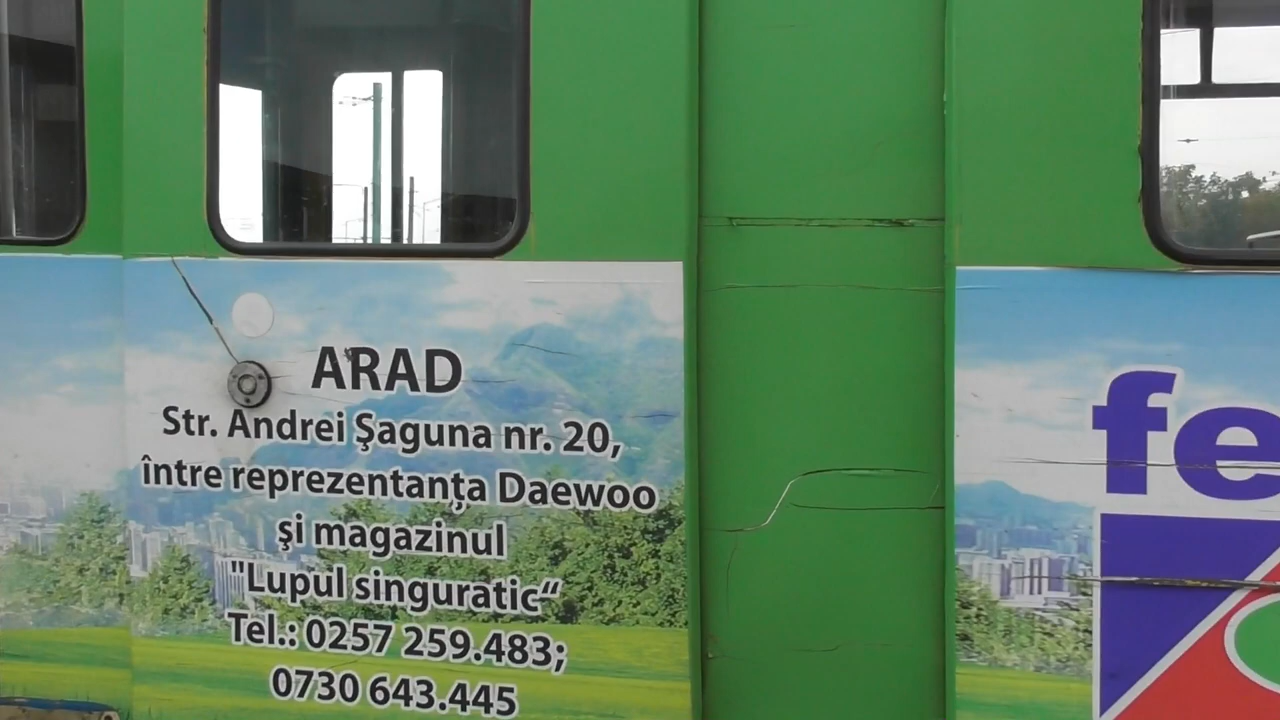 ARAD
Str. Andrei Şaguna nr. 20,
între reprezentanţa Daewoo
şi magazinul
"Lupul singuratic“
Tel.: 0257 259.483;
0730 643.445
fe